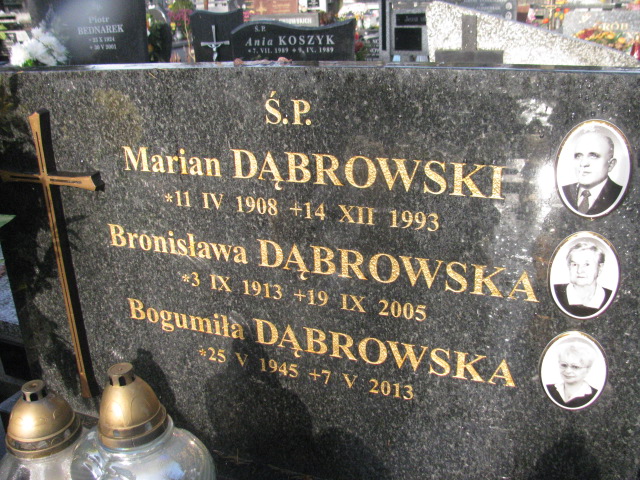 Piotr
BEDNAREK
Ś.P.
Ania KOSZYK
Ś.P.
Marian DĄBROWSKI
*11 IV 1908 +14 XII 1993
Bronisława DĄBROWSKA
*3 IX 1913 +19 IX 2005
Bogumiła DĄBROWSKA
*25 V 1945 +7 V 2013